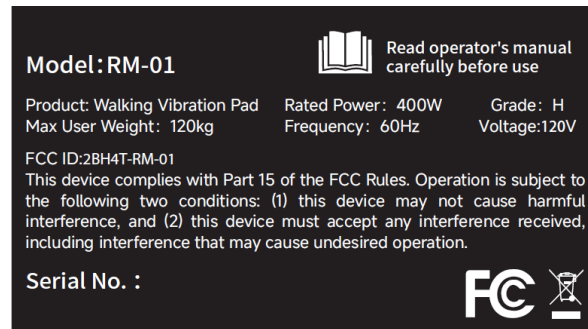 Model:RM-01
Read operator's manual
carefully before use
Product: Walking Vibration Pad Rated Power: 400W Grade: H
Max User Weight: 120kg Frequency: 60Hz Voltage:120V
FCC ID:2BH4T-RM-01
This device complies with Part 15 of the FCC Rules. Operation is subject to
the following two conditions: (1) this device may not cause harmful
interference, and (2) this device must accept any interference received,
including interference that may cause undesired operation.
Serial No. :
FC